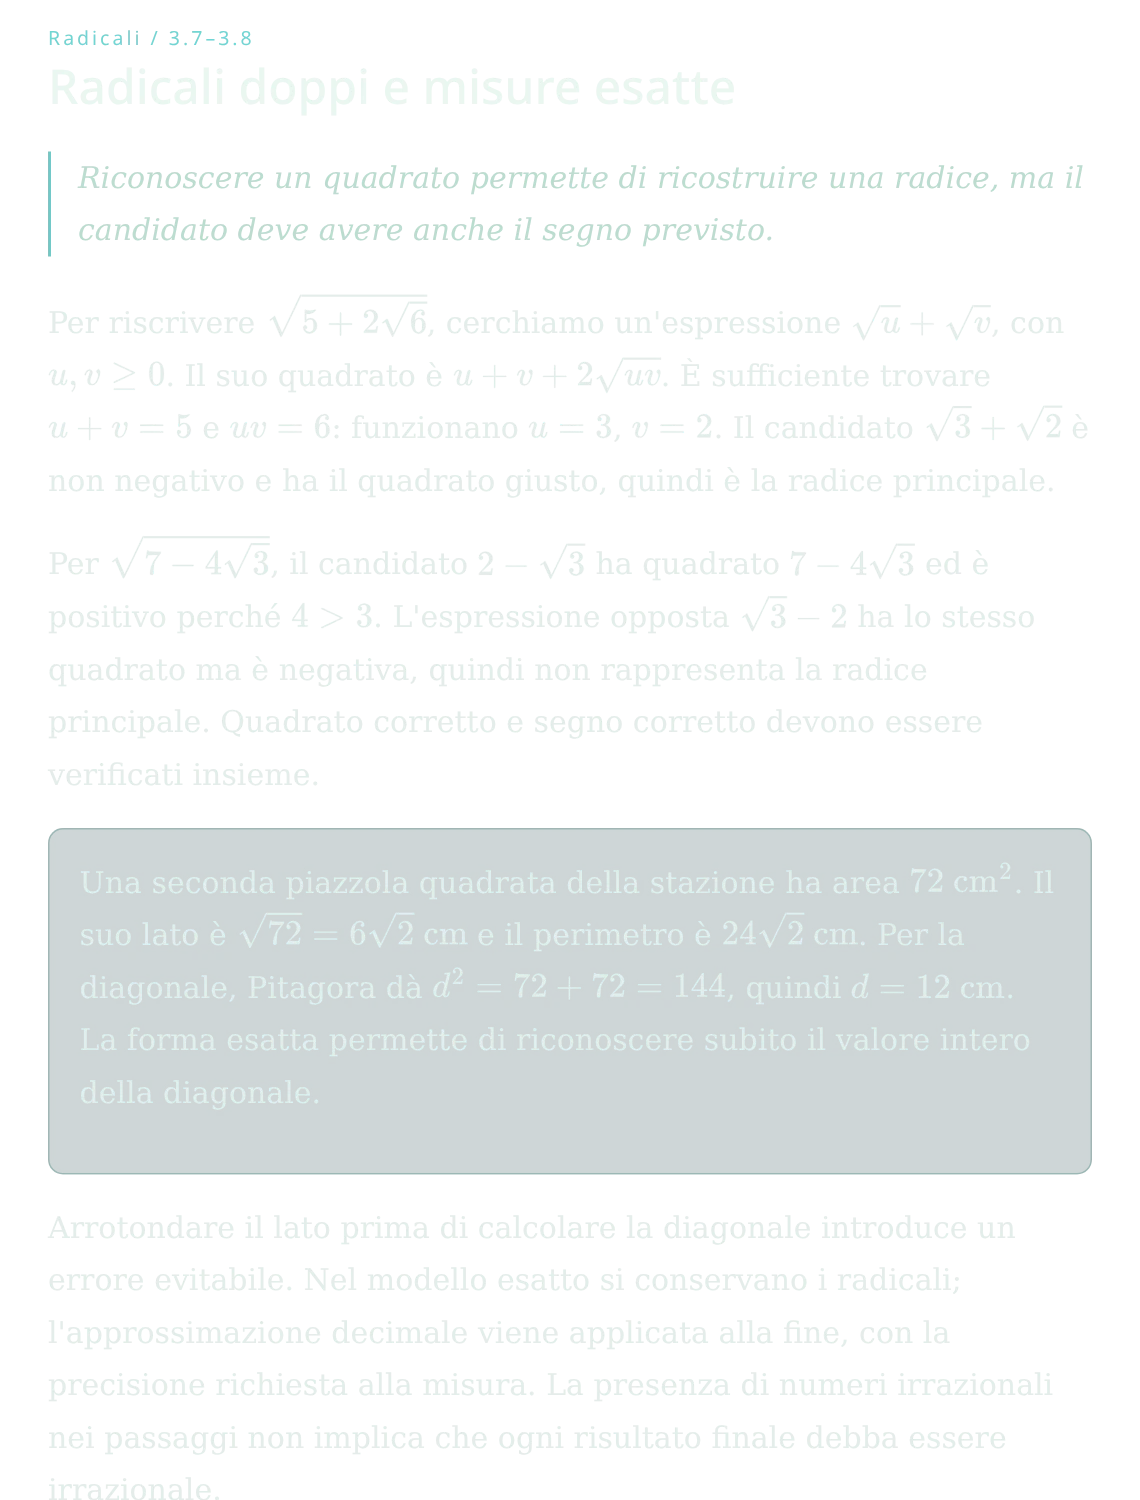 Radicali / 3.7–3.8
Radicali doppi e misure esatte
Riconoscere un quadrato permette di ricostruire una radice, ma il
candidato deve avere anche il segno previsto.
Per riscrivere √(5 + 2√6), cerchiamo un'espressione √u + √v, con
u, v ≥ 0. Il suo quadrato è u + v + 2√uv. È sufficiente trovare
u + v = 5 e uv = 6: funzionano u = 3, v = 2. Il candidato √3 + √2 è
non negativo e ha il quadrato giusto, quindi è la radice principale.
Per √(7 − 4√3), il candidato 2 − √3 ha quadrato 7 − 4√3 ed è
positivo perché 4 > 3. L'espressione opposta √3 − 2 ha lo stesso
quadrato ma è negativa, quindi non rappresenta la radice
principale. Quadrato corretto e segno corretto devono essere
verificati insieme.
Una seconda piazzola quadrata della stazione ha area 72 cm². Il
suo lato è √72 = 6√2 cm e il perimetro è 24√2 cm. Per la
diagonale, Pitagora dà d² = 72 + 72 = 144, quindi d = 12 cm.
La forma esatta permette di riconoscere subito il valore intero
della diagonale.
Arrotondare il lato prima di calcolare la diagonale introduce un
errore evitabile. Nel modello esatto si conservano i radicali;
l'approssimazione decimale viene applicata alla fine, con la
precisione richiesta alla misura. La presenza di numeri irrazionali
nei passaggi non implica che ogni risultato finale debba essere
irrazionale.